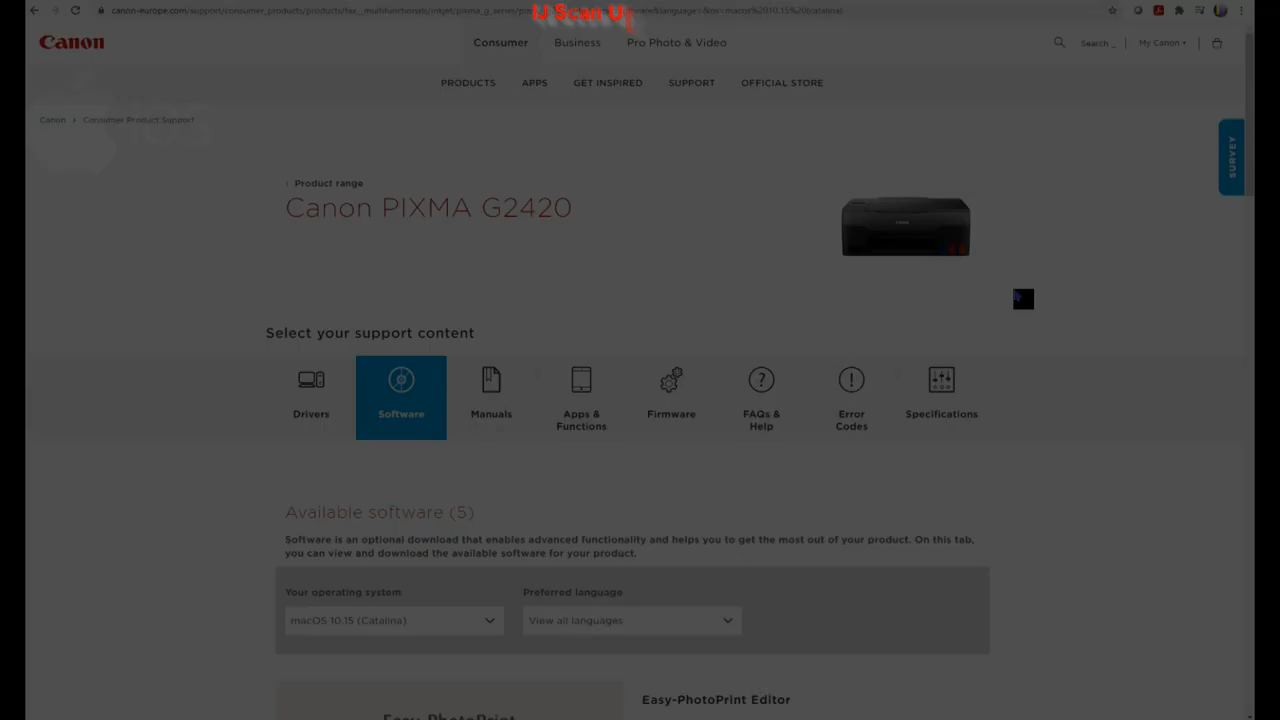 IJ Scan U
Canon
Consumer
Business
Pro Photo & Video
Search _
My Canon
PRODUCTS
APPS
GET INSPIRED
SUPPORT
OFFICIAL STORE
iOS
Canon
Consumer Product Support
SURVEY
Product range
Canon PIXMA G2420
Select your support content
Drivers
Software
Manuals
Apps &
Functions
Firmware
FAQs &
Help
Error
Codes
Specifications
Available software (5)
Software is an optional download that enables advanced functionality and helps you to get the most out of your product. On this tab,
you can view and download the available software for your product.
Your operating system
Preferred language
macOS 10.15 (Catalina)
View all languages
Easy-PhotoPrint Editor
Easy-PhotoPrint